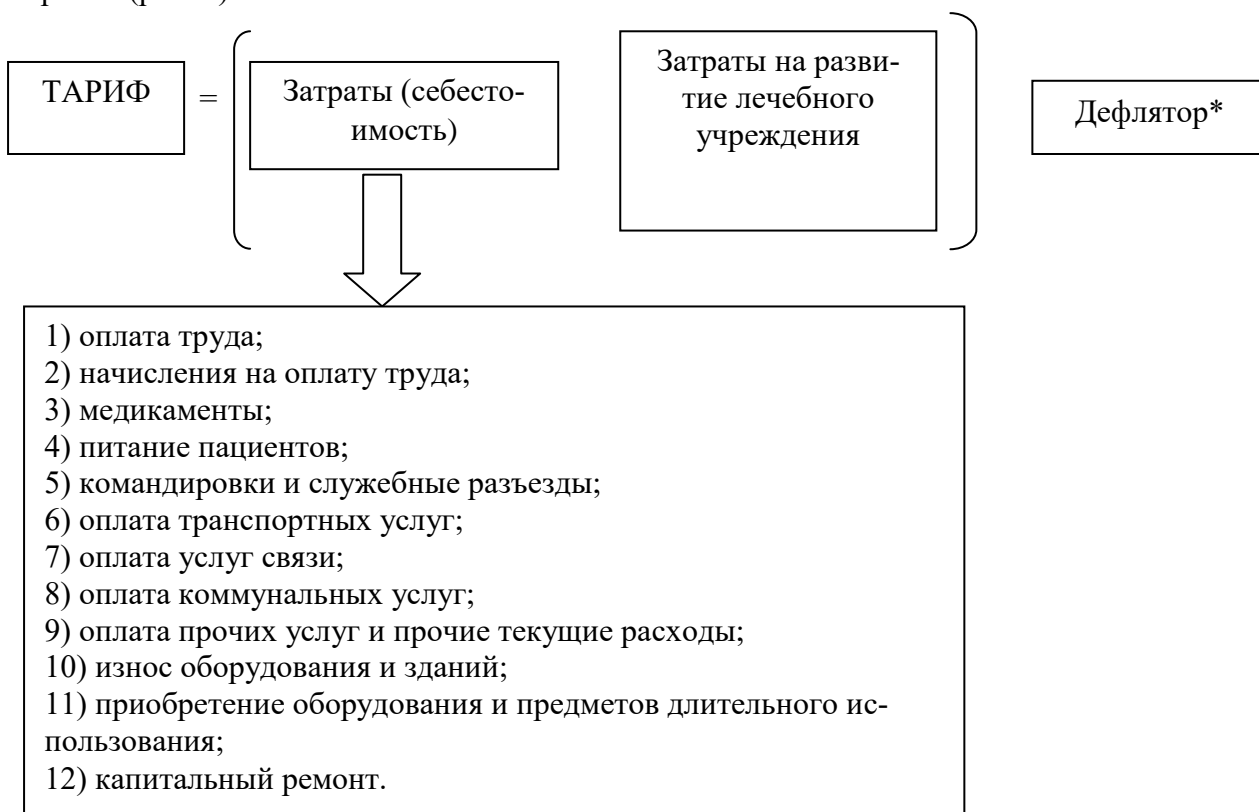 ТАРИФ
=
Затраты (себесто-
имость)
Затраты на разви-
тие лечебного
учреждения
Дефлятор*
1) оплата труда;
2) начисления на оплату труда;
3) медикаменты;
4) питание пациентов;
5) командировки и служебные разъезды;
6) оплата транспортных услуг;
7) оплата услуг связи;
8) оплата коммунальных услуг;
9) оплата прочих услуг и прочие текущие расходы;
10) износ оборудования и зданий;
11) приобретение оборудования и предметов длительного ис-
пользования;
12) капитальный ремонт.